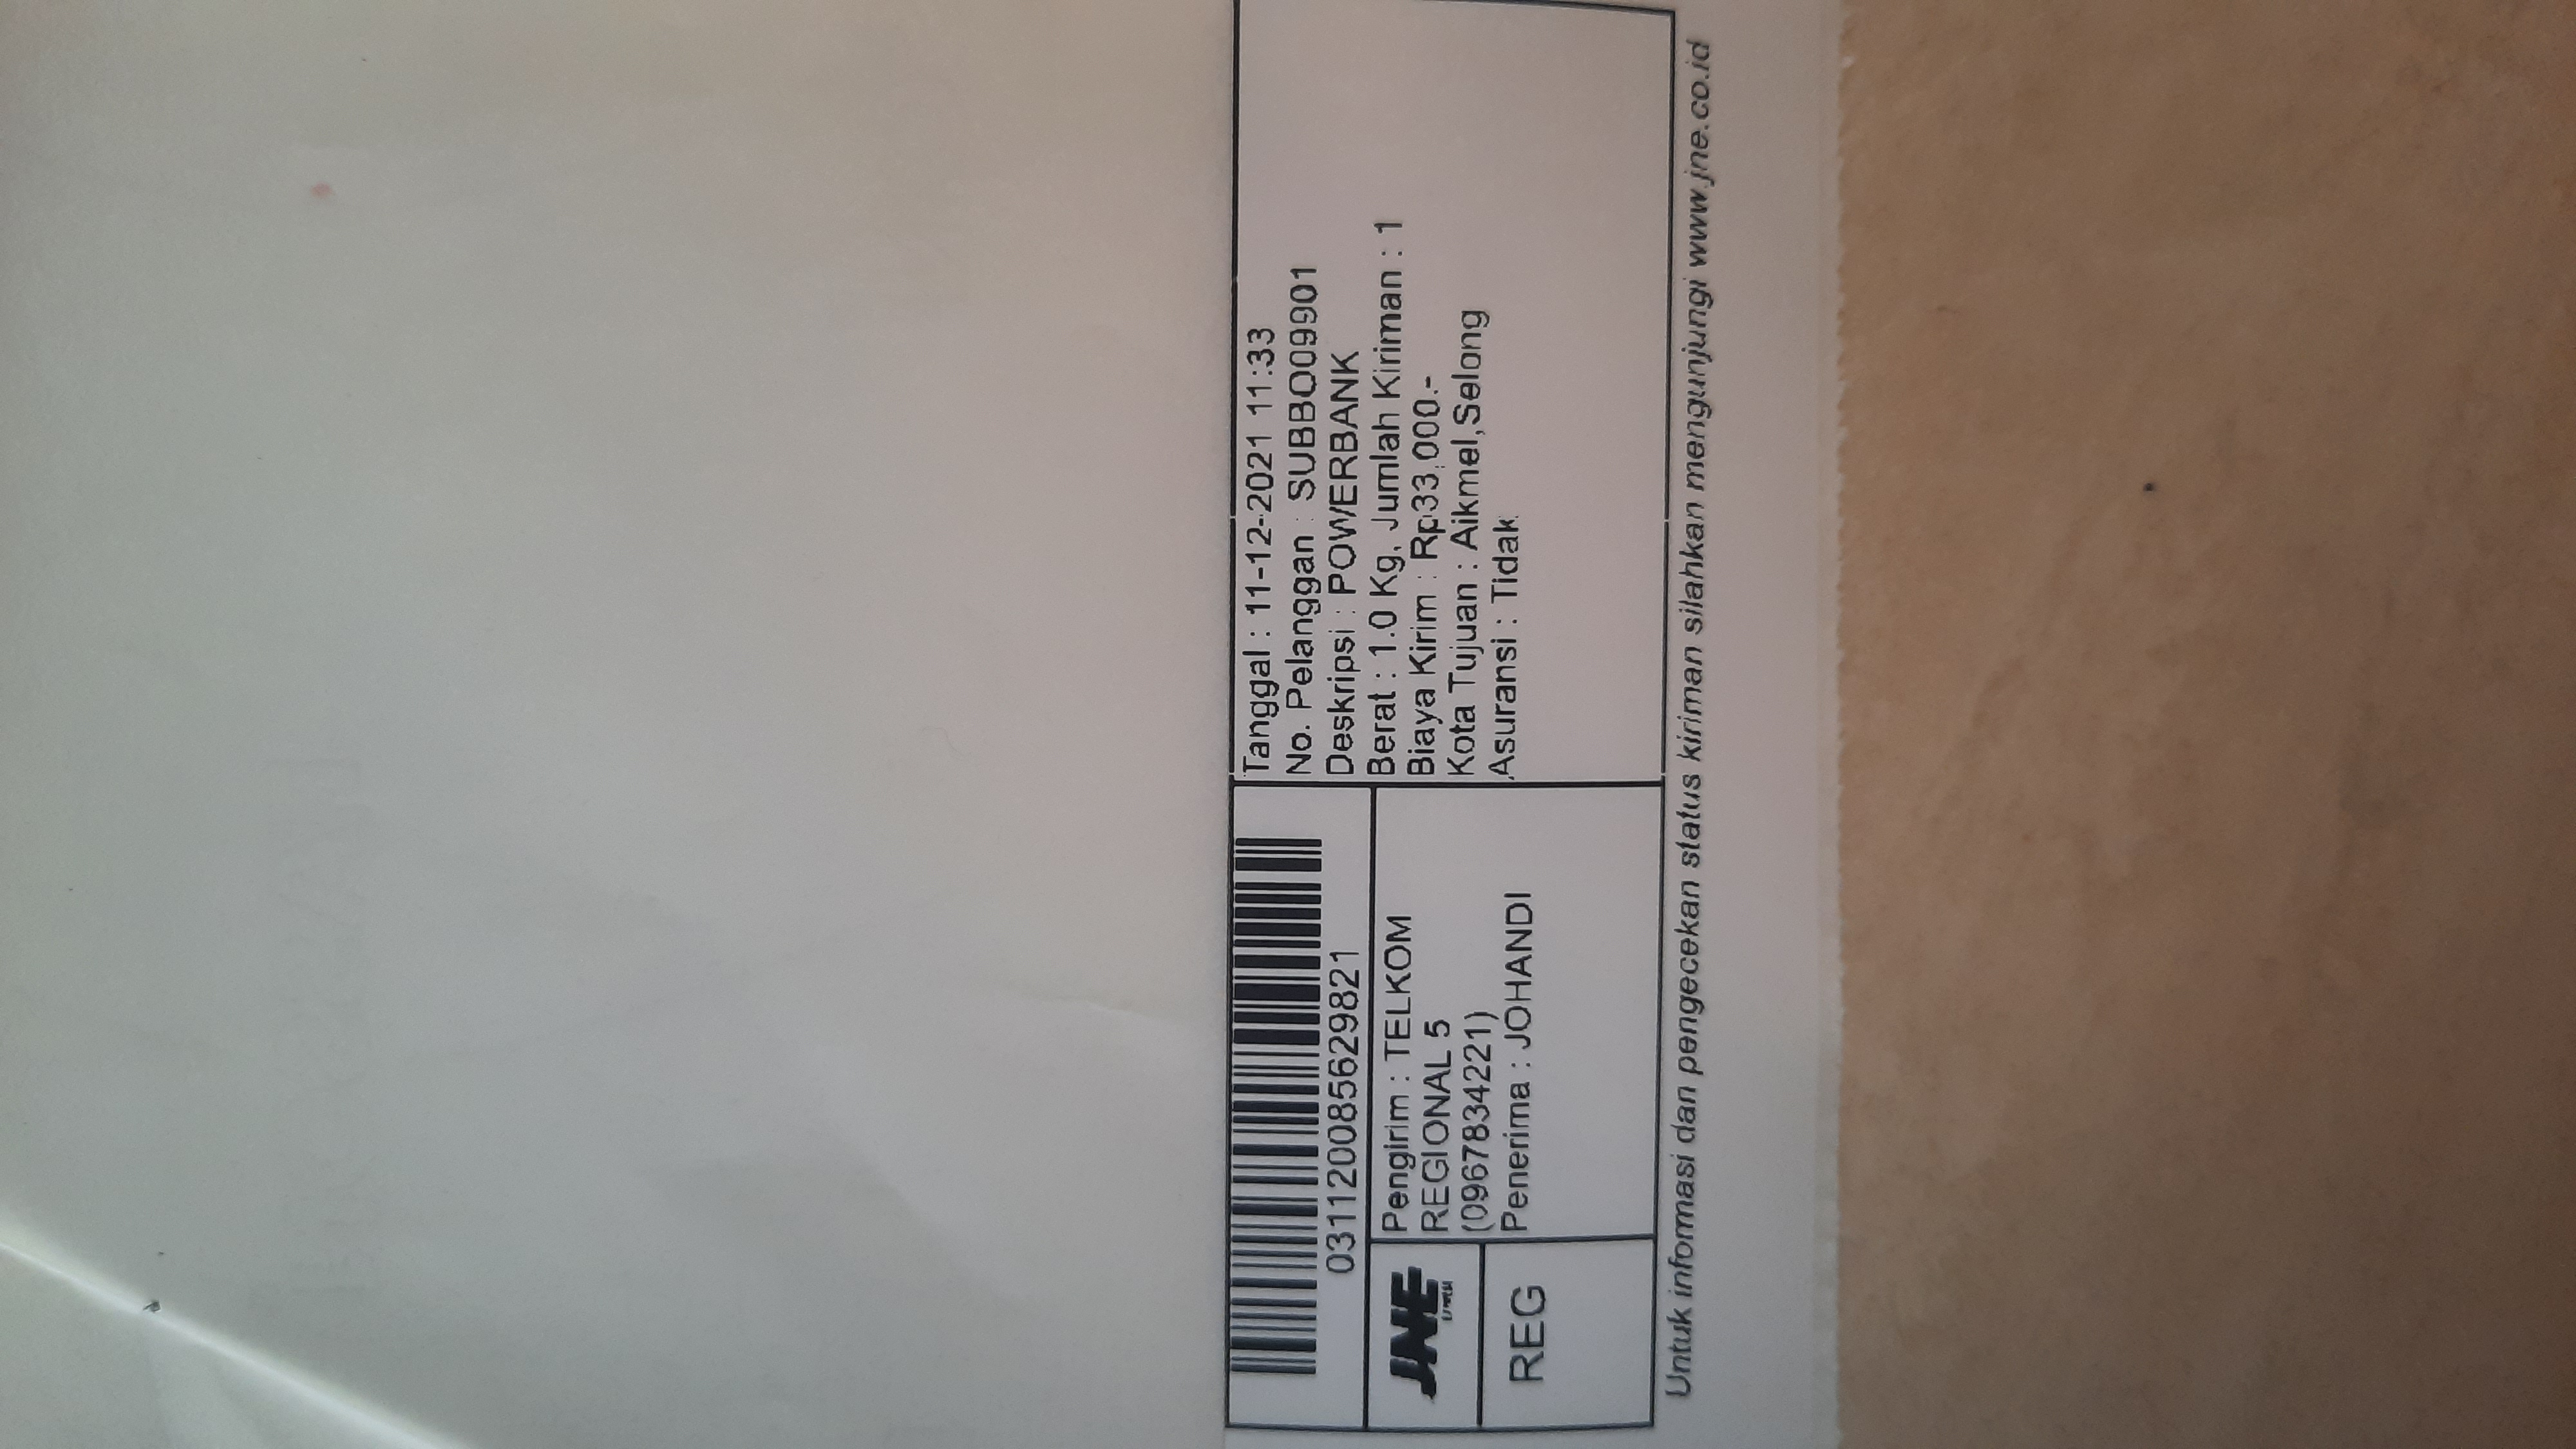 031120085629821
JNE
REG
Pengirim : TELKOM
REGIONAL 5
(0967834221)
Penerima : JOHANDI
Tanggal : 11-12-2021 11:33
No. Pelanggan : SUBBO09901
Deskripsi : POWERBANK
Berat : 1.0 Kg, Jumlah Kiriman : 1
Biaya Kirim : Rp33,000.-
Kota Tujuan : Aikmel,Selong
Asuransi : Tidak
Untuk informasi dan pengecekan status kiriman silahkan mengunjungi www.jne.co.id